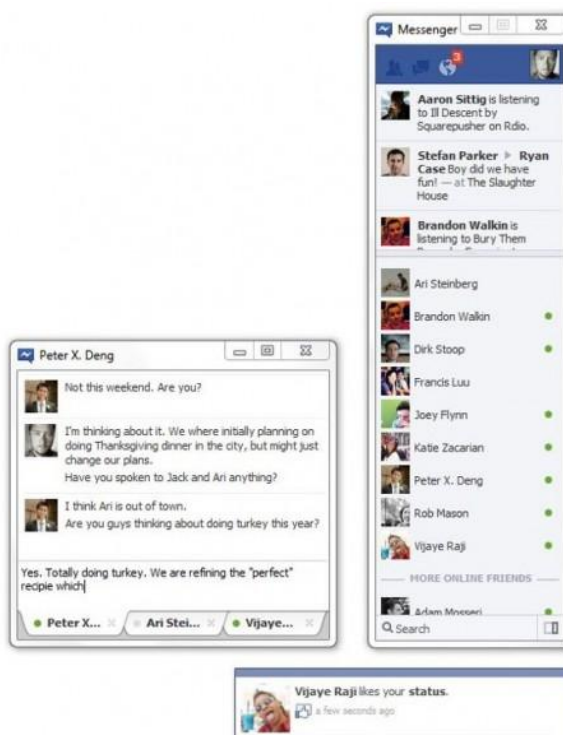 Messenger
3
Aaron Sittig is listening
to Ill Descent by
Squarepusher on Rdio.
Stefan Parker ▶ Ryan
Case Boy did we have
fun! — at The Slaughter
House
Brandon Walkin is
listening to Bury Them
Ari Steinberg
Brandon Walkin
Dirk Stoop
Francis Luu
Joey Flynn
Katie Zacarian
Peter X. Deng
Rob Mason
Vijaye Raji
MORE ONLINE FRIENDS
Adam Mosseri
Search
Peter X. Deng
Not this weekend. Are you?
I'm thinking about it. We where initially planning on
doing Thanksgiving dinner in the city, but might just
change our plans.
Have you spoken to Jack and Ari anything?
I think Ari is out of town.
Are you guys thinking about doing turkey this year?
Yes. Totally doing turkey. We are refining the "perfect"
recipie which
Peter X... Ari Stei... Vijaye...
Vijaye Raji likes your status.
a few seconds ago